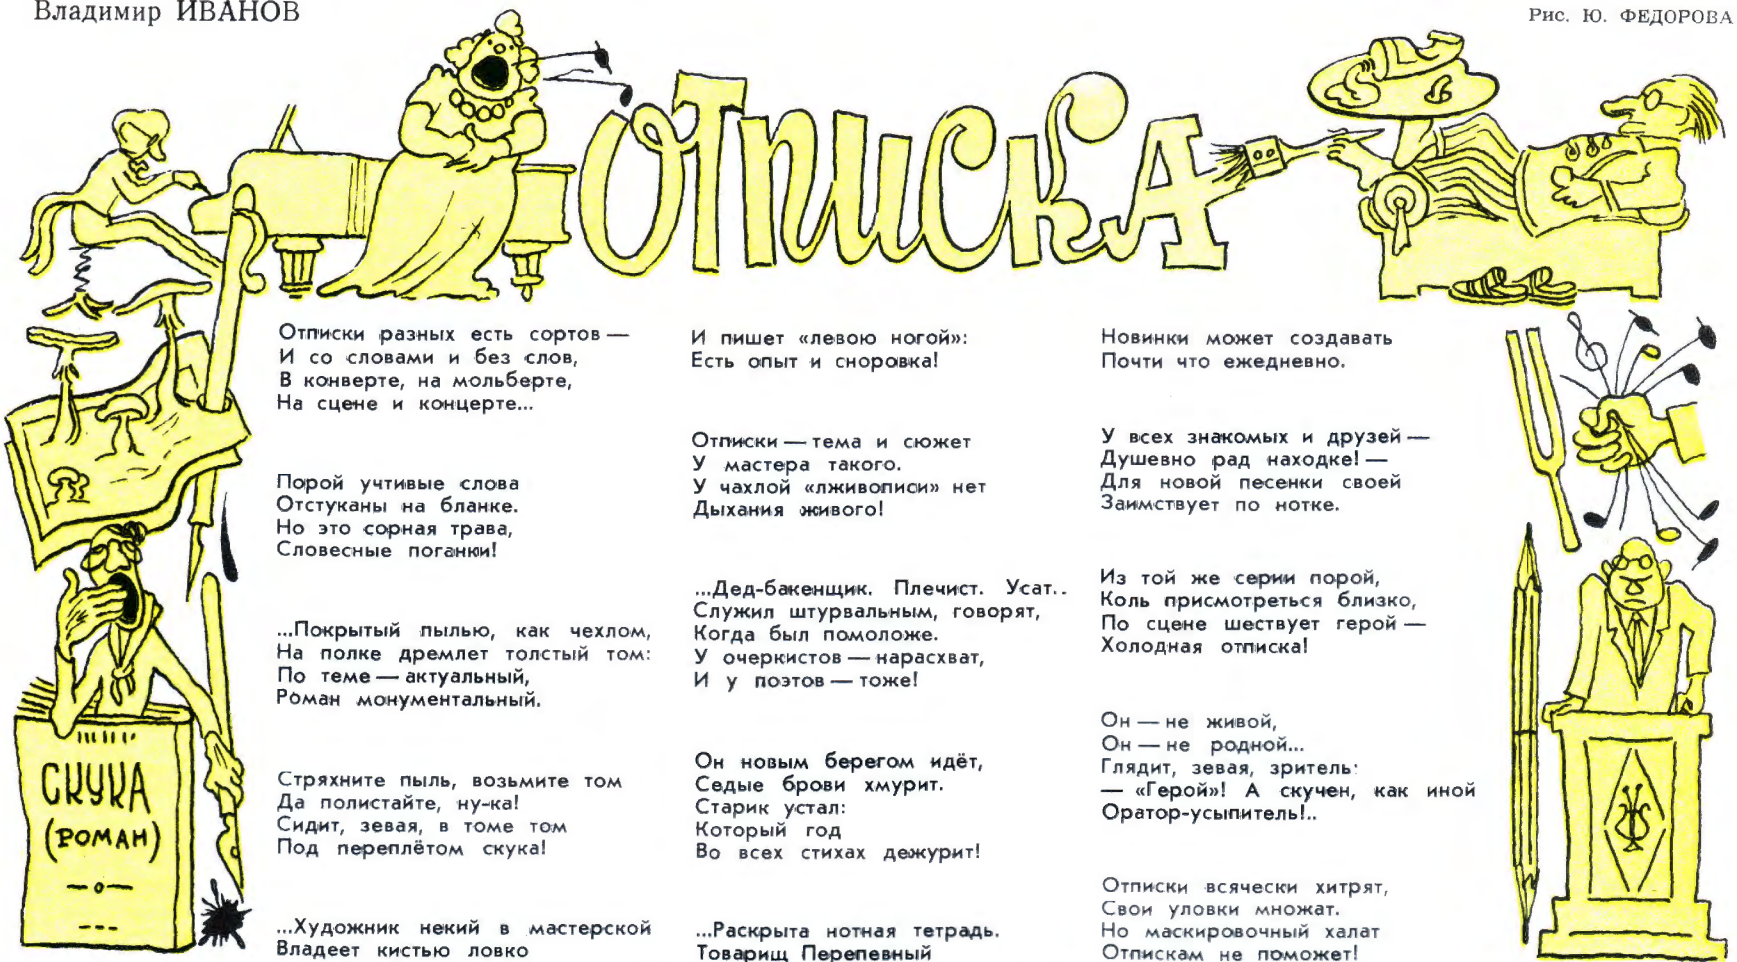 Владимир ИВАНОВ
Рис. Ю. ФЕДОРОВА
ОТПИСКА
Отписки разных есть сортов —
И со словами и без слов,
В конверте, на мольберте,
На сцене и концерте...
Порой учтивые слова
Отстуканы на бланке.
Но это сорная трава,
Словесные поганки!
...Покрытый пылью, как чехлом,
На полке дремлет толстый том:
По теме — актуальный,
Роман монументальный.
Стряхните пыль, возьмите том
Да полистайте, ну-ка!
Сидит, зевая, в томе том
Под переплётом скука!
...Художник некий в мастерской
Владеет кистью ловко
И пишет «левою ногой»:
Есть опыт и сноровка!
Отписки — тема и сюжет
У мастера такого.
У чахлой «лживописи» нет
Дыхания живого!
...Дед-бакенщик. Плечист. Усат..
Служил штурвальным, говорят,
Когда был помоложе.
У очеркистов — нарасхват,
И у поэтов — тоже!
Он новым берегом идёт,
Седые брови хмурит.
Старик устал:
Который год
Во всех стихах дежурит!
...Раскрыта нотная тетрадь.
Товарищ Перепевный
Новинки может создавать
Почти что ежедневно.
У всех знакомых и друзей —
Душевно рад находке! —
Для новой песенки своей
Заимствует по нотке.
Из той же серии порой,
Коль присмотреться близко,
По сцене шествует герой —
Холодная отписка!
Он — не живой,
Он — не родной...
Глядит, зевая, зритель:
— «Герой»! А скучен, как иной
Оратор-усыпитель!..
Отписки всячески хитрят,
Свои уловки множат.
Но маскировочный халат
Отпискам не поможет!
СКУКА
(РОМАН)